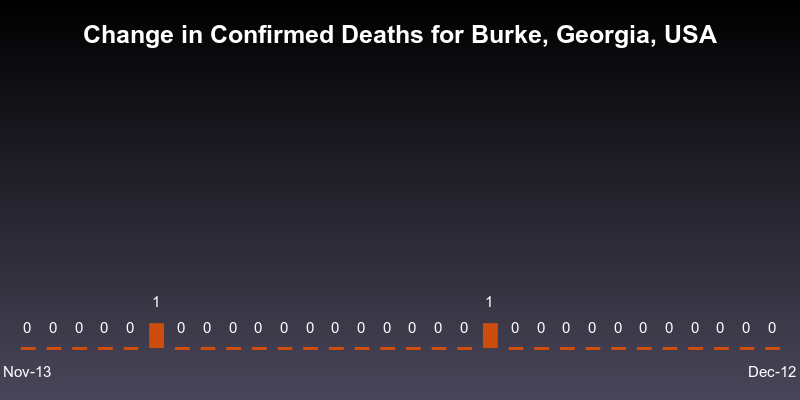 Change in Confirmed Deaths for Burke, Georgia, USA
1 1
0 0 0 0 0 0 0 0 0 0 0 0 0 0 0 0 0 0 0 0 0 0 0 0 0 0 0 0
Nov-13 Dec-12